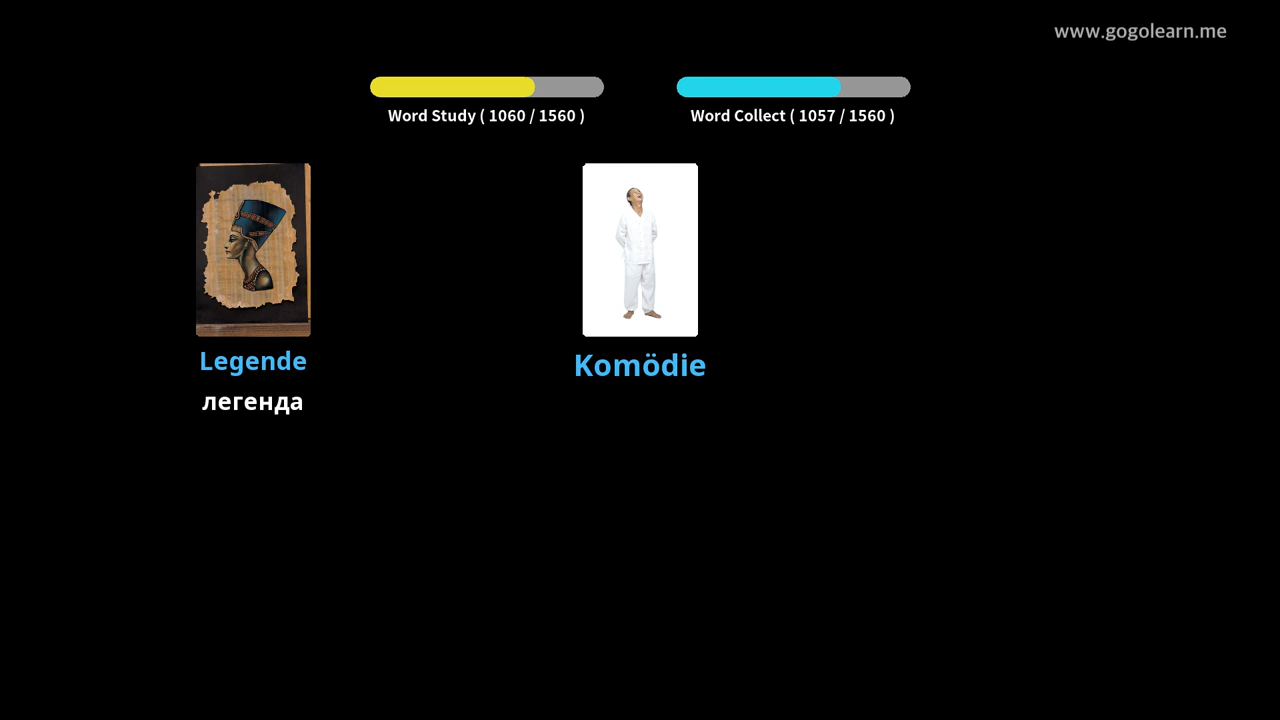 www.gogolearn.me
Word Study ( 1060 / 1560 )
Word Collect ( 1057 / 1560 )
Legende
легенда
Komödie